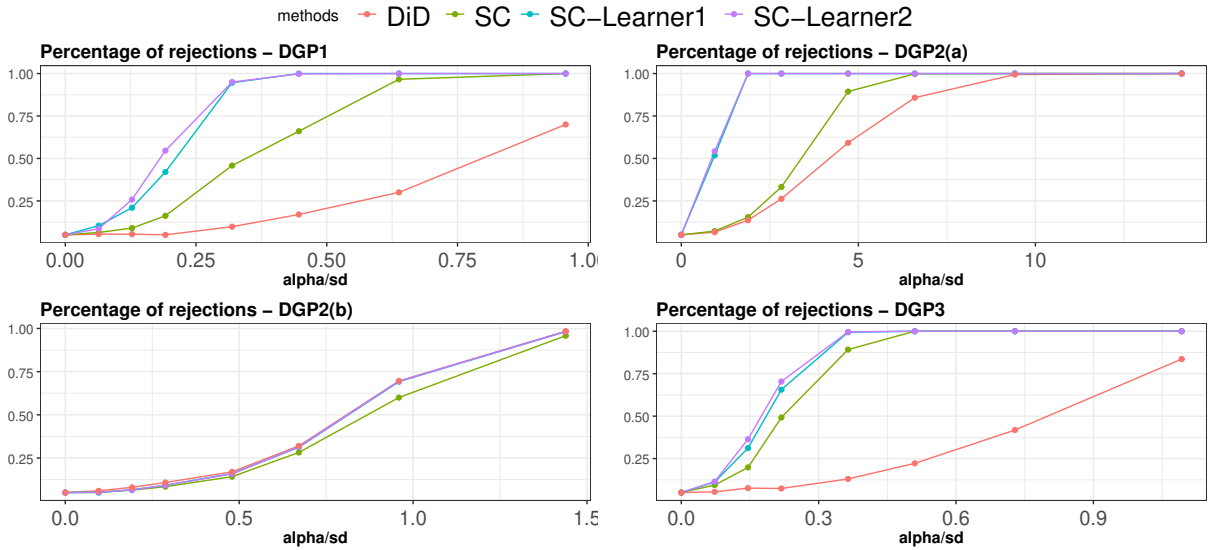 methods DiD SC SC−Learner1 SC−Learner2
Percentage of rejections − DGP1
1.00
0.75
0.50
0.25
0.00 0.25 0.50 0.75 1.0
alpha/sd
Percentage of rejections − DGP2(a)
1.00
0.75
0.50
0.25
0 5 10
alpha/sd
Percentage of rejections − DGP2(b)
1.00
0.75
0.50
0.25
0.0 0.5 1.0 1.5
alpha/sd
Percentage of rejections − DGP3
1.00
0.75
0.50
0.25
0.0 0.3 0.6 0.9
alpha/sd